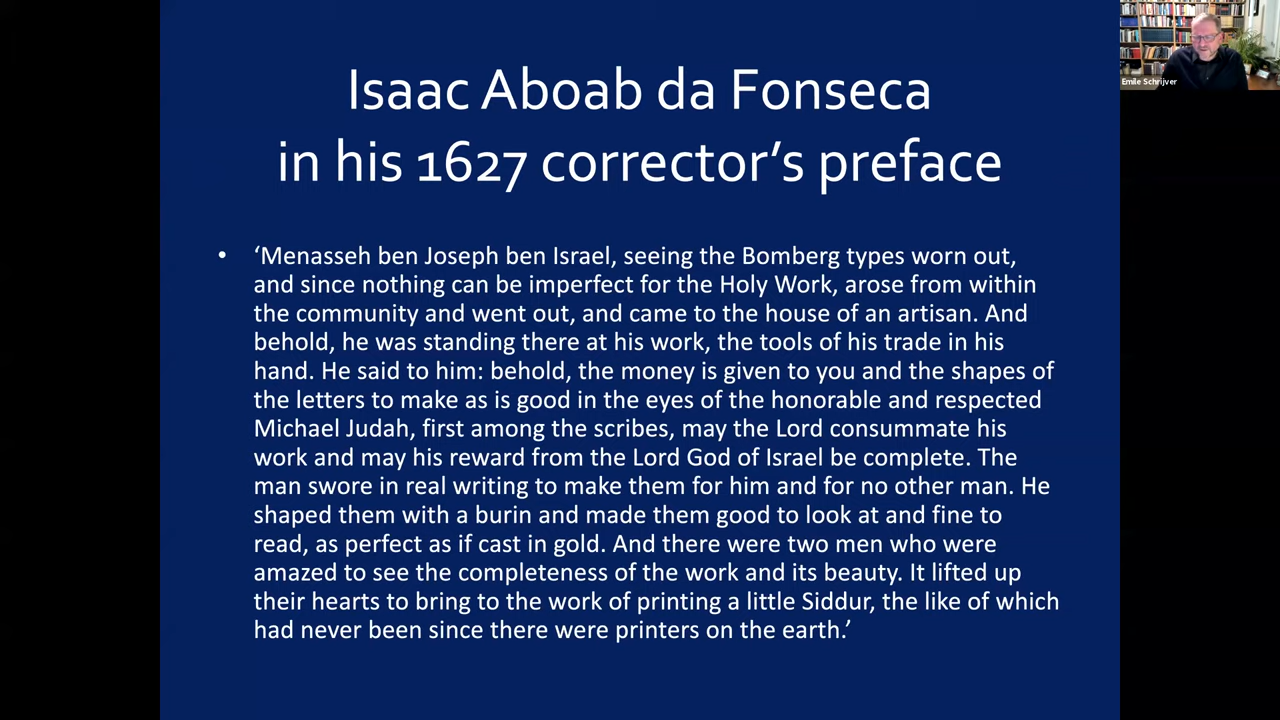 Isaac Aboab da Fonseca
in his 1627 corrector’s preface
• ‘Menasseh ben Joseph ben Israel, seeing the Bomberg types worn out,
and since nothing can be imperfect for the Holy Work, arose from within
the community and went out, and came to the house of an artisan. And
behold, he was standing there at his work, the tools of his trade in his
hand. He said to him: behold, the money is given to you and the shapes of
the letters to make as is good in the eyes of the honorable and respected
Michael Judah, first among the scribes, may the Lord consummate his
work and may his reward from the Lord God of Israel be complete. The
man swore in real writing to make them for him and for no other man. He
shaped them with a burin and made them good to look at and fine to
read, as perfect as if cast in gold. And there were two men who were
amazed to see the completeness of the work and its beauty. It lifted up
their hearts to bring to the work of printing a little Siddur, the like of which
had never been since there were printers on the earth.’
Emile Schrijver